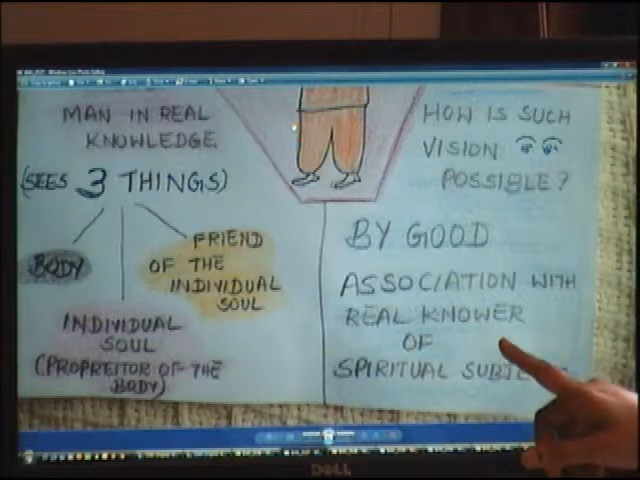 MAN IN REAL
KNOWLEDGE
(SEES 3 THINGS)
BODY
FRIEND
OF THE
INDIVIDUAL
SOUL
INDIVIDUAL
SOUL
(PROPREITOR OF THE
BODY)
HOW IS SUCH
VISION
POSSIBLE?
BY GOOD
ASSOCIATION WITH
REAL KNOWER
OF
SPIRITUAL
DELL